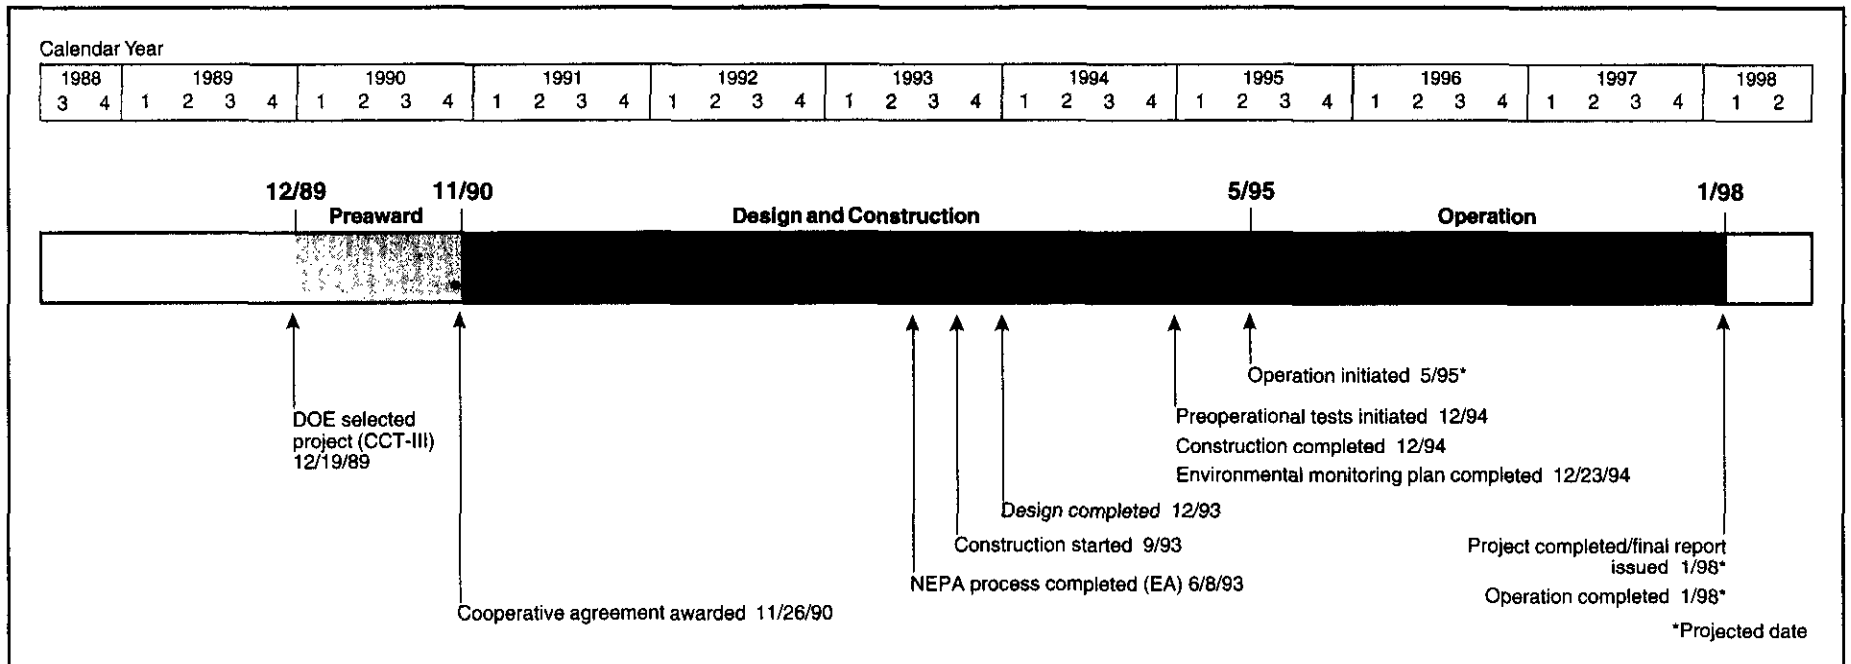 Calendar Year
1988 1989 1990 1991 1992 1993 1994 1995 1996 1997 1998
3 4 1 2 3 4 1 2 3 4 1 2 3 4 1 2 3 4 1 2 3 4 1 2 3 4 1 2 3 4 1 2 3 4 1 2 3 4 1 2
12/89 11/90 5/95 1/98
Preaward Design and Construction Operation
Operation initiated 5/95*
DOE selected
project (CCT-III)
12/19/89
Preoperational tests initiated 12/94
Construction completed 12/94
Environmental monitoring plan completed 12/23/94
Design completed 12/93
Construction started 9/93
NEPA process completed (EA) 6/8/93
Cooperative agreement awarded 11/26/90
Project completed/final report
issued 1/98*
Operation completed 1/98*
*Projected date